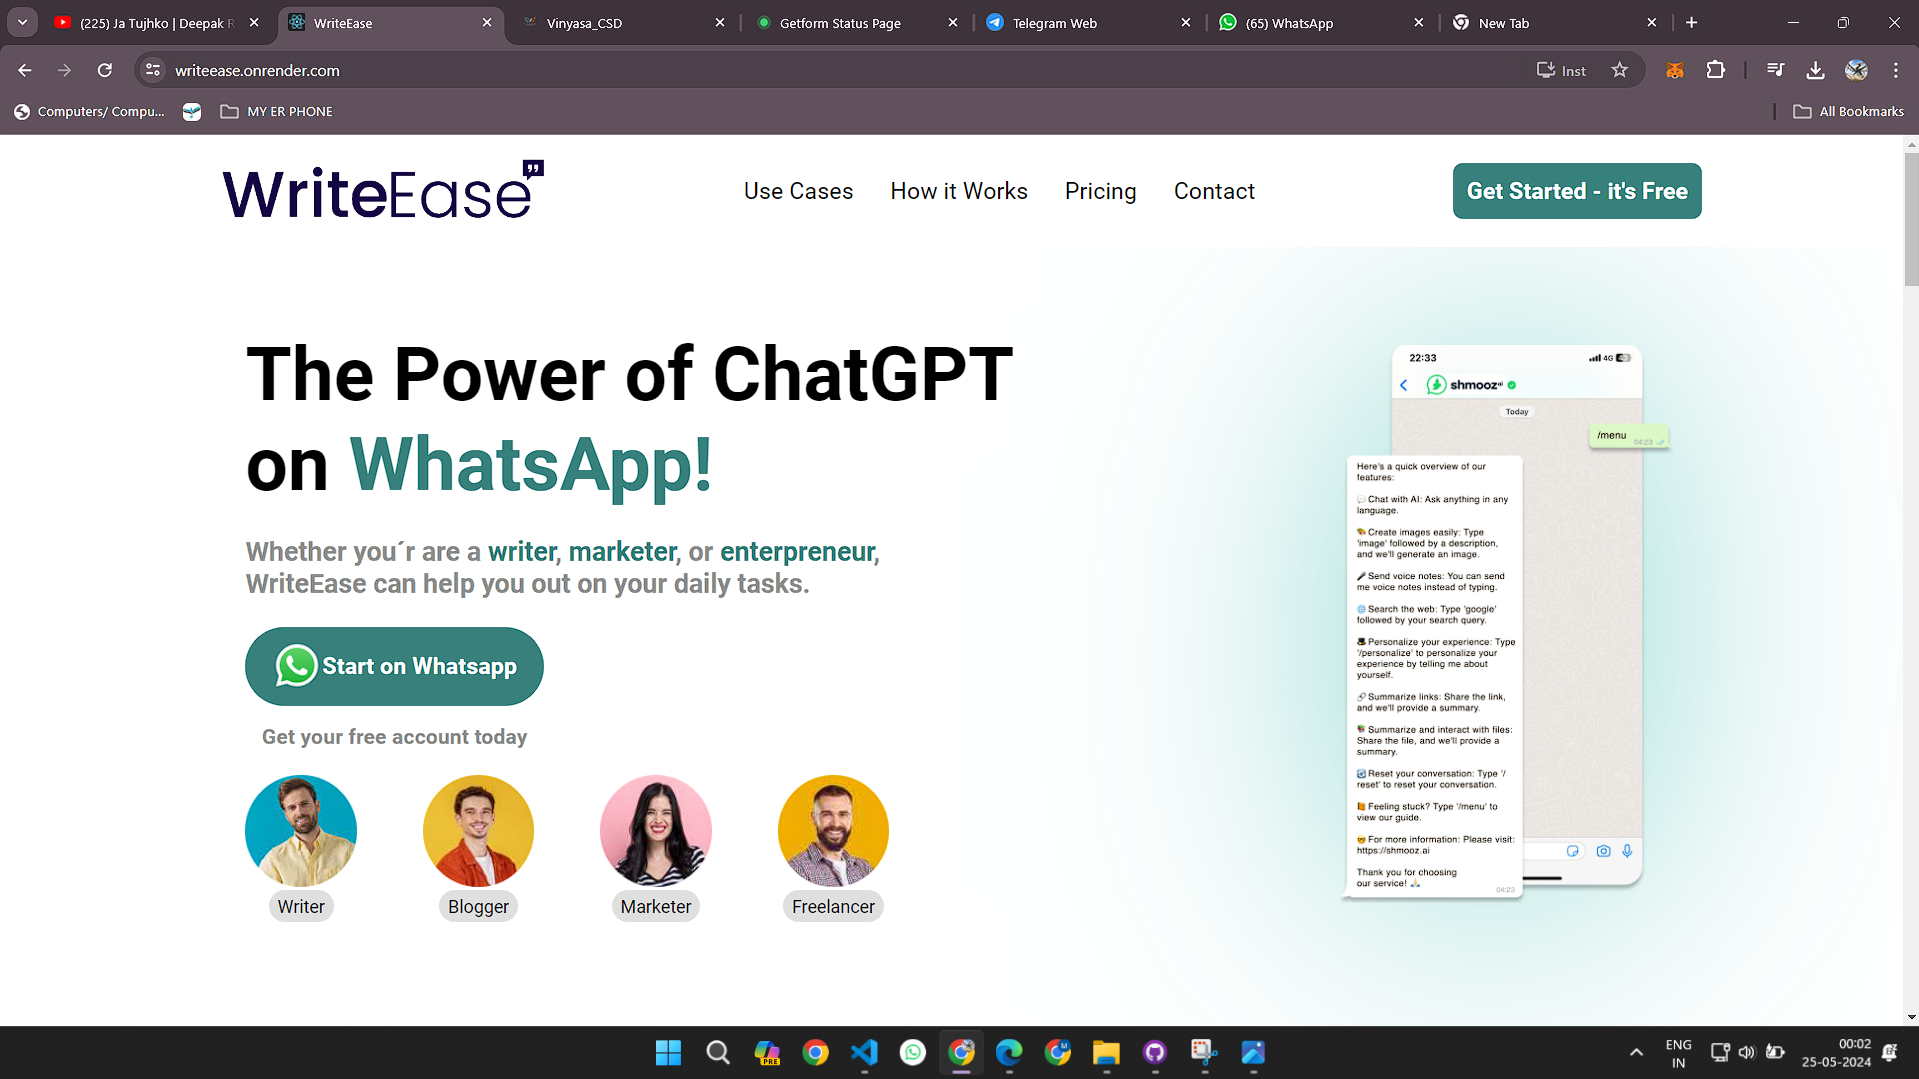 (225) Ja Tujhko | Deepak R
WriteEase
Vinyasa_CSD
Getform Status Page
Telegram Web
(65) WhatsApp
New Tab
writeease.onrender.com
Inst
Computers/ Compu...
MY ER PHONE
All Bookmarks
WriteEase
Use Cases
How it Works
Pricing
Contact
Get Started - it's Free
The Power of ChatGPT
on WhatsApp!
Whether you´r are a writer, marketer, or enterpreneur,
WriteEase can help you out on your daily tasks.
Start on Whatsapp
Get your free account today
Writer
Blogger
Marketer
Freelancer
22:33
4G
shmooz ai
Today
/menu
04:23
Here's a quick overview of our
features:
Chat with AI: Ask anything in any
language.
Create images easily: Type
'image' followed by a description,
and we'll generate an image.
Send voice notes: You can send
me voice notes instead of typing.
Search the web: Type 'google'
followed by your search query.
Personalize your experience: Type
'/personalize' to personalize your
experience by telling me about
yourself.
Summarize links: Share the link,
and we'll provide a summary.
Summarize and interact with files:
Share the file, and we'll provide a
summary.
Reset your conversation: Type '/
reset' to reset your conversation.
Feeling stuck? Type '/menu' to
view our guide.
For more information: Please visit:
https://shmooz.ai
Thank you for choosing
our service!
04:23
PRE
ENG
IN
00:02
25-05-2024